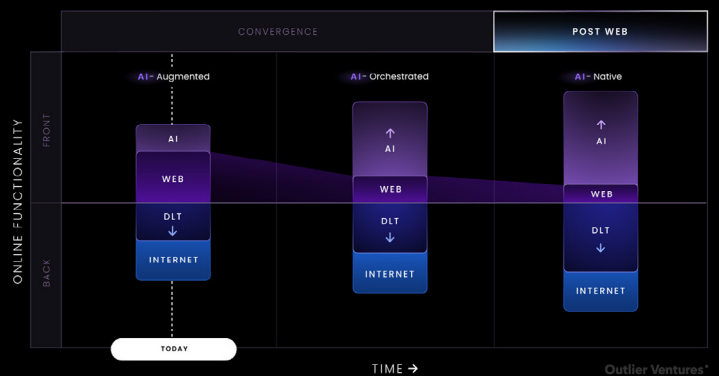 CONVERGENCE
POST WEB
AI- Augmented
AI- Orchestrated
AI- Native
ONLINE FUNCTIONALITY
FRONT
BACK
AI
WEB
DLT
↓
INTERNET
↑
AI
WEB
DLT
↓
INTERNET
↑
AI
WEB
DLT
↓
INTERNET
TODAY
TIME →
Outlier Ventures°